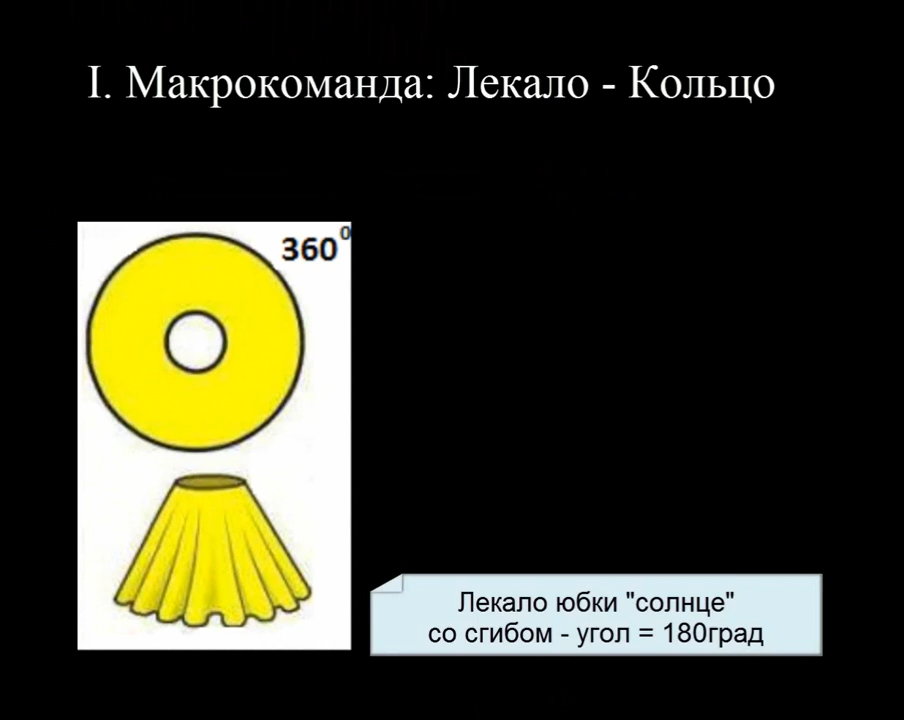 I. Макрокоманда: Лекало - Кольцо
360⁰
Лекало юбки "солнце"
со сгибом - угол = 180град